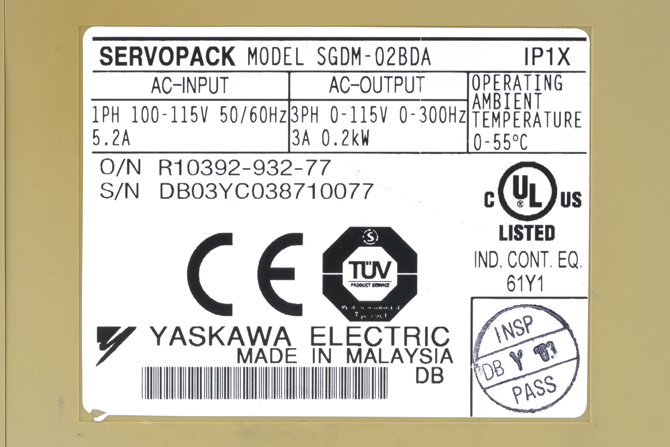 SERVOPACK MODEL SGDM-02BDA IP1X
AC-INPUT
1PH 100-115V 50/60Hz
5.2A
AC-OUTPUT
3PH 0-115V 0-300Hz
3A 0.2kW
OPERATING
AMBIENT
TEMPERATURE
0-55°C
O/N R10392-932-77
S/N DB03YC038710077
C UL US
LISTED
IND. CONT. EQ.
61Y1
CE
S
TÜV
PRODUCT SERVICE
YASKAWA ELECTRIC
MADE IN MALAYSIA
DB
INSP
DB Y
PASS